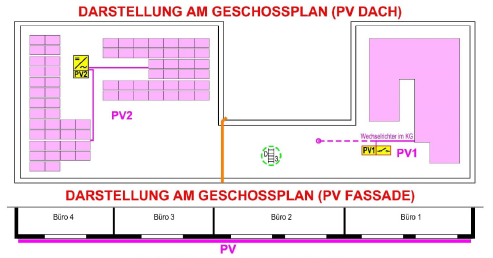 DARSTELLUNG AM GESCHOSSPLAN (PV DACH)
PV2
PV2
Wechselrichter im KG
PV1
PV1
DARSTELLUNG AM GESCHOSSPLAN (PV FASSADE)
Büro 4 Büro 3 Büro 2 Büro 1
PV